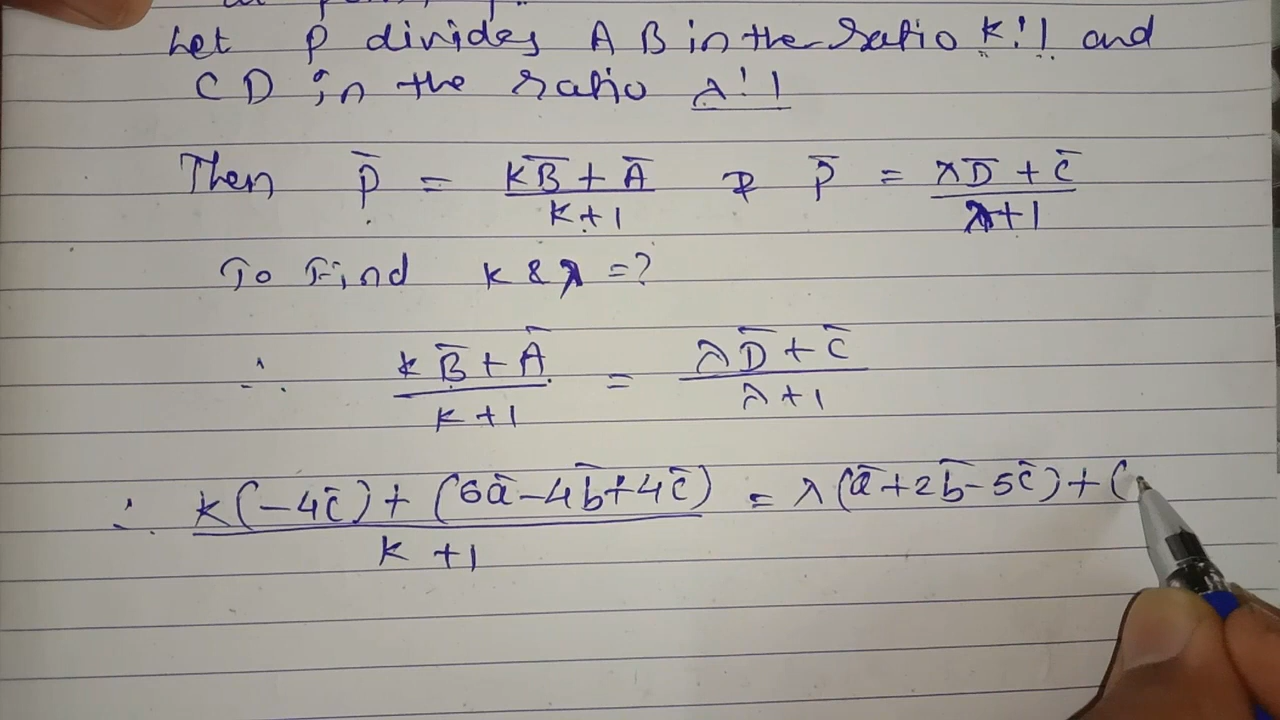 Let P divides AB in the ratio K:1 and
CD in the ratio λ:1
Then P̄ = (KB̄ + Ā)/(K+1) & P̄ = (λD̄ + C̄)/(λ+1)
To Find K & λ = ?
∴ (kB̄ + Ā)/(k+1) = (λD̄ + C̄)/(λ+1)
∴ (k(-4c̄) + (6ā-4b̄+4c̄))/(k+1) = λ(ā+2b̄-5c̄) + (